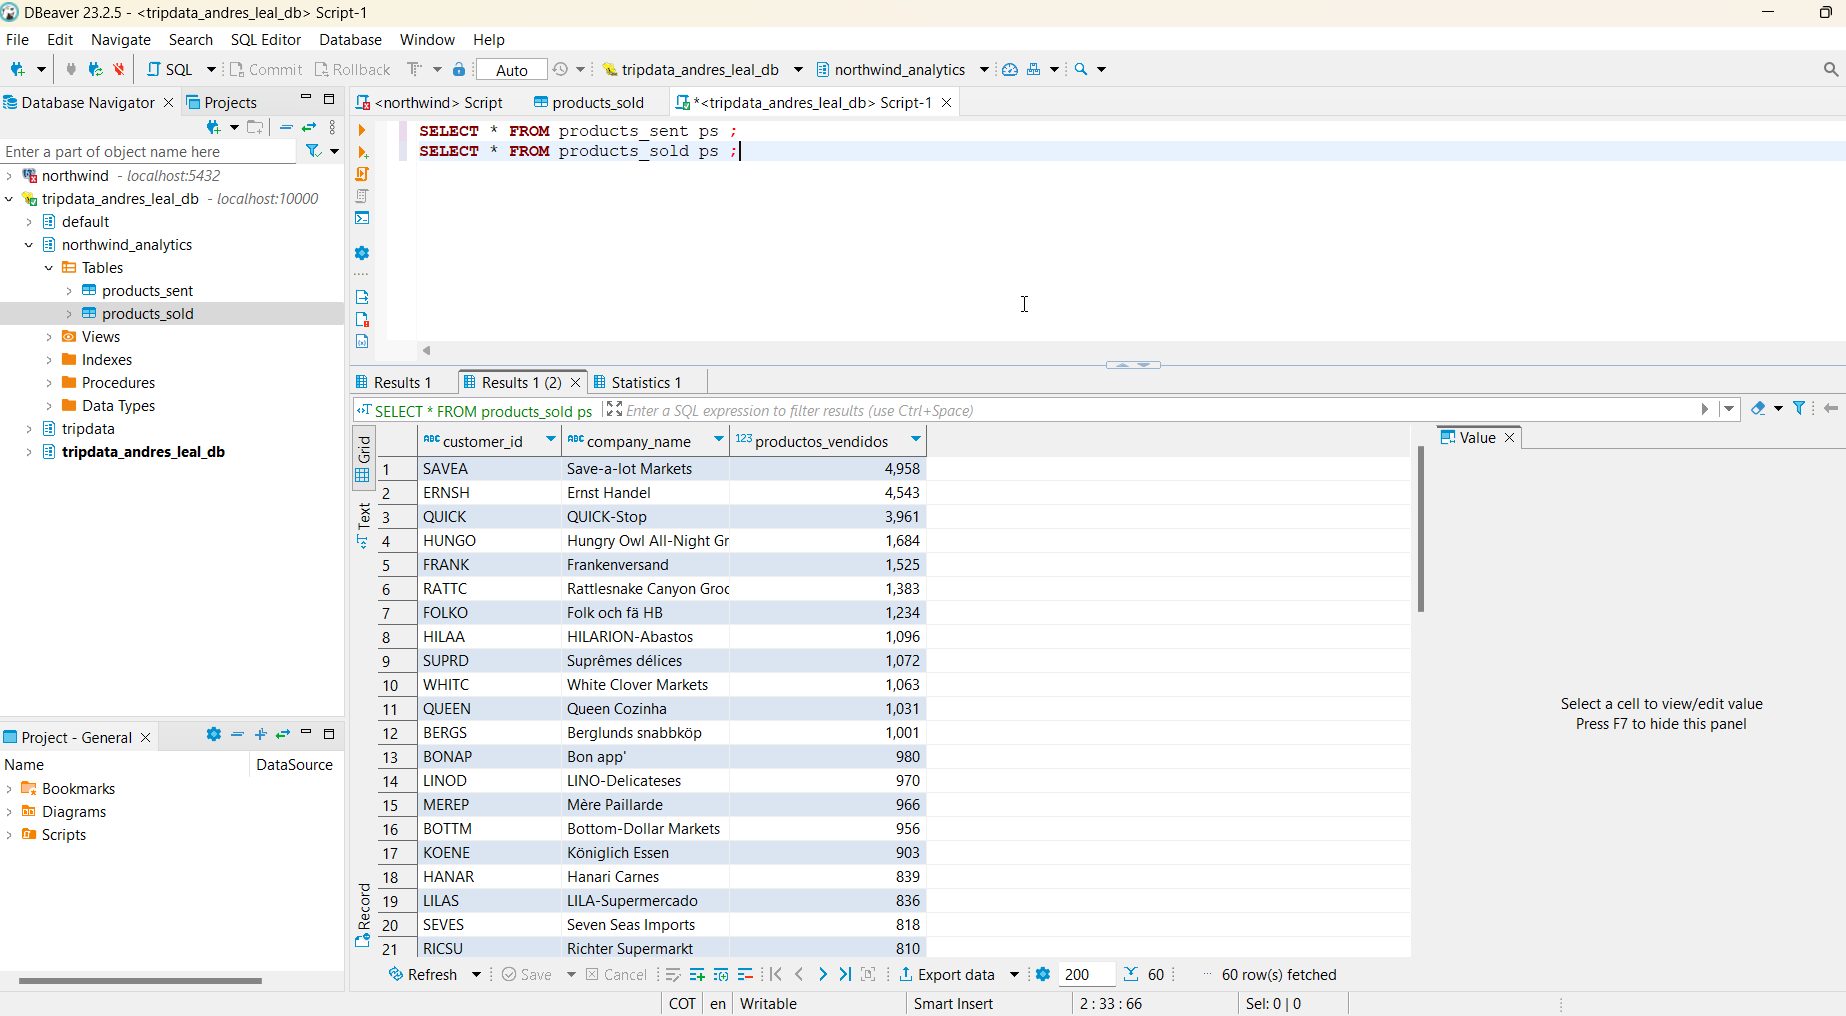 DBeaver 23.2.5 - <tripdata_andres_leal_db> Script-1
File Edit Navigate Search SQL Editor Database Window Help
SQL Commit Rollback Auto tripdata_andres_leal_db northwind_analytics
Database Navigator Projects
<northwind> Script products_sold *<tripdata_andres_leal_db> Script-1
Enter a part of object name here
northwind - localhost:5432
tripdata_andres_leal_db - localhost:10000
default
northwind_analytics
Tables
products_sent
products_sold
Views
Indexes
Procedures
Data Types
tripdata
tripdata_andres_leal_db
SELECT * FROM products_sent ps ;
SELECT * FROM products_sold ps ;
Results 1 Results 1 (2) Statistics 1
SELECT * FROM products_sold ps Enter a SQL expression to filter results (use Ctrl+Space)
Grid
Text
Record
ABC customer_id ABC company_name 123 productos_vendidos
1 SAVEA Save-a-lot Markets 4,958
2 ERNSH Ernst Handel 4,543
3 QUICK QUICK-Stop 3,961
4 HUNGO Hungry Owl All-Night Gr 1,684
5 FRANK Frankenversand 1,525
6 RATTC Rattlesnake Canyon Groc 1,383
7 FOLKO Folk och fä HB 1,234
8 HILAA HILARION-Abastos 1,096
9 SUPRD Suprêmes délices 1,072
10 WHITC White Clover Markets 1,063
11 QUEEN Queen Cozinha 1,031
12 BERGS Berglunds snabbköp 1,001
13 BONAP Bon app' 980
14 LINOD LINO-Delicateses 970
15 MEREP Mère Paillarde 966
16 BOTTM Bottom-Dollar Markets 956
17 KOENE Königlich Essen 903
18 HANAR Hanari Carnes 839
19 LILAS LILA-Supermercado 836
20 SEVES Seven Seas Imports 818
21 RICSU Richter Supermarkt 810
Value
Select a cell to view/edit value
Press F7 to hide this panel
Project - General
Name DataSource
Bookmarks
Diagrams
Scripts
Refresh Save Cancel Export data 200 60 ··· 60 row(s) fetched
COT en Writable Smart Insert 2 : 33 : 66 Sel: 0 | 0